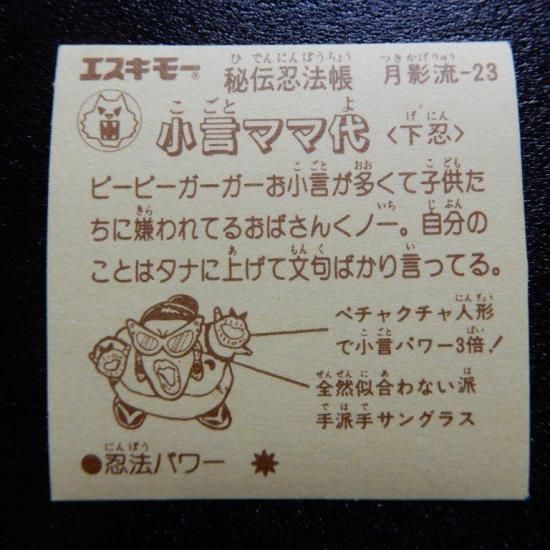 エスキモー® 秘伝忍法帳 月影流-23
小言ママ代 〈下忍〉
ピーピーガーガーお小言が多くて子供た
ちに嫌われてるおばさんくノ一。自分の
ことはタナに上げて文句ばかり言ってる。
ペチャクチャ人形
で小言パワー3倍!
全然似合わない派
手派手サングラス
●忍法パワー